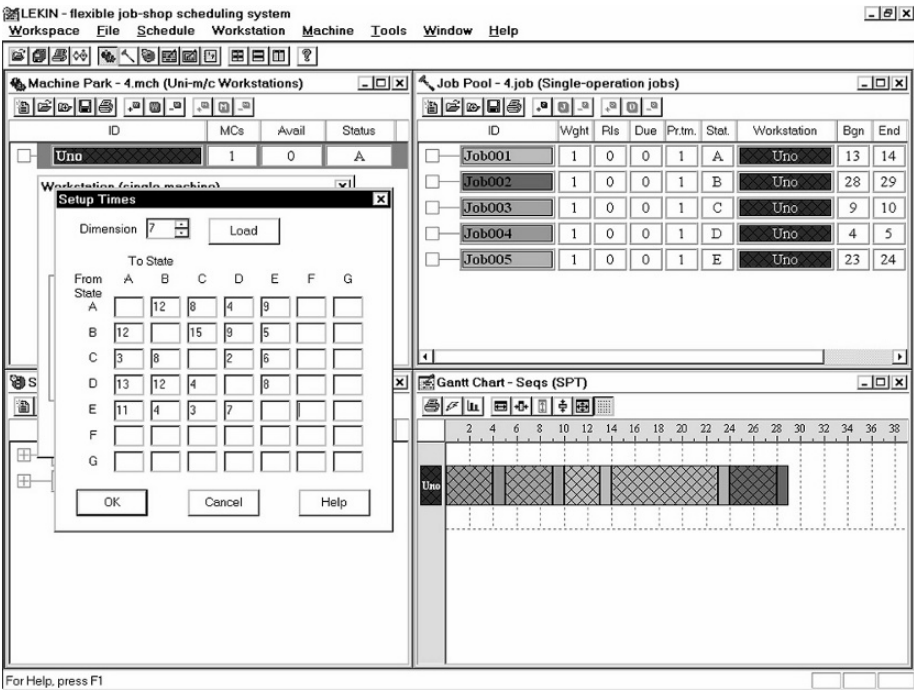 LEKIN - flexible job-shop scheduling system
Workspace File Schedule Workstation Machine Tools Window Help
Machine Park - 4.mch (Uni-m/c Workstations)
ID MCs Avail Status
Uno 1 0 A
Workstation (single machine)
Setup Times
Dimension 7 Load
To State
From State A B C D E F G
A 12 8 4 9
B 12 15 9 5
C 3 8 2 6
D 13 12 4 8
E 11 4 3 7
F
G
OK Cancel Help
S
Job Pool - 4.job (Single-operation jobs)
ID Wght Rls Due Pr.tm. Stat. Workstation Bgn End
Job001 1 0 0 1 A Uno 13 14
Job002 1 0 0 1 B Uno 28 29
Job003 1 0 0 1 C Uno 9 10
Job004 1 0 0 1 D Uno 4 5
Job005 1 0 0 1 E Uno 23 24
Gantt Chart - Seqs (SPT)
2 4 6 8 10 12 14 16 18 20 22 24 26 28 30 32 34 36 38
Uno
For Help, press F1